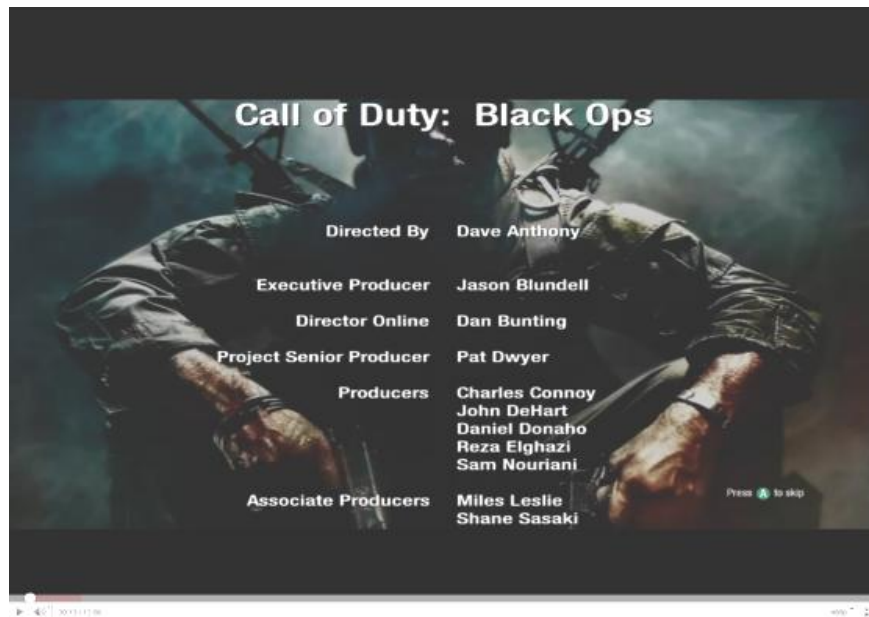 Call of Duty: Black Ops
Directed By Dave Anthony
Executive Producer Jason Blundell
Director Online Dan Bunting
Project Senior Producer Pat Dwyer
Producers Charles Connoy
John DeHart
Daniel Donaho
Reza Elghazi
Sam Nouriani
Press A to skip
Associate Producers Miles Leslie
Shane Sasaki